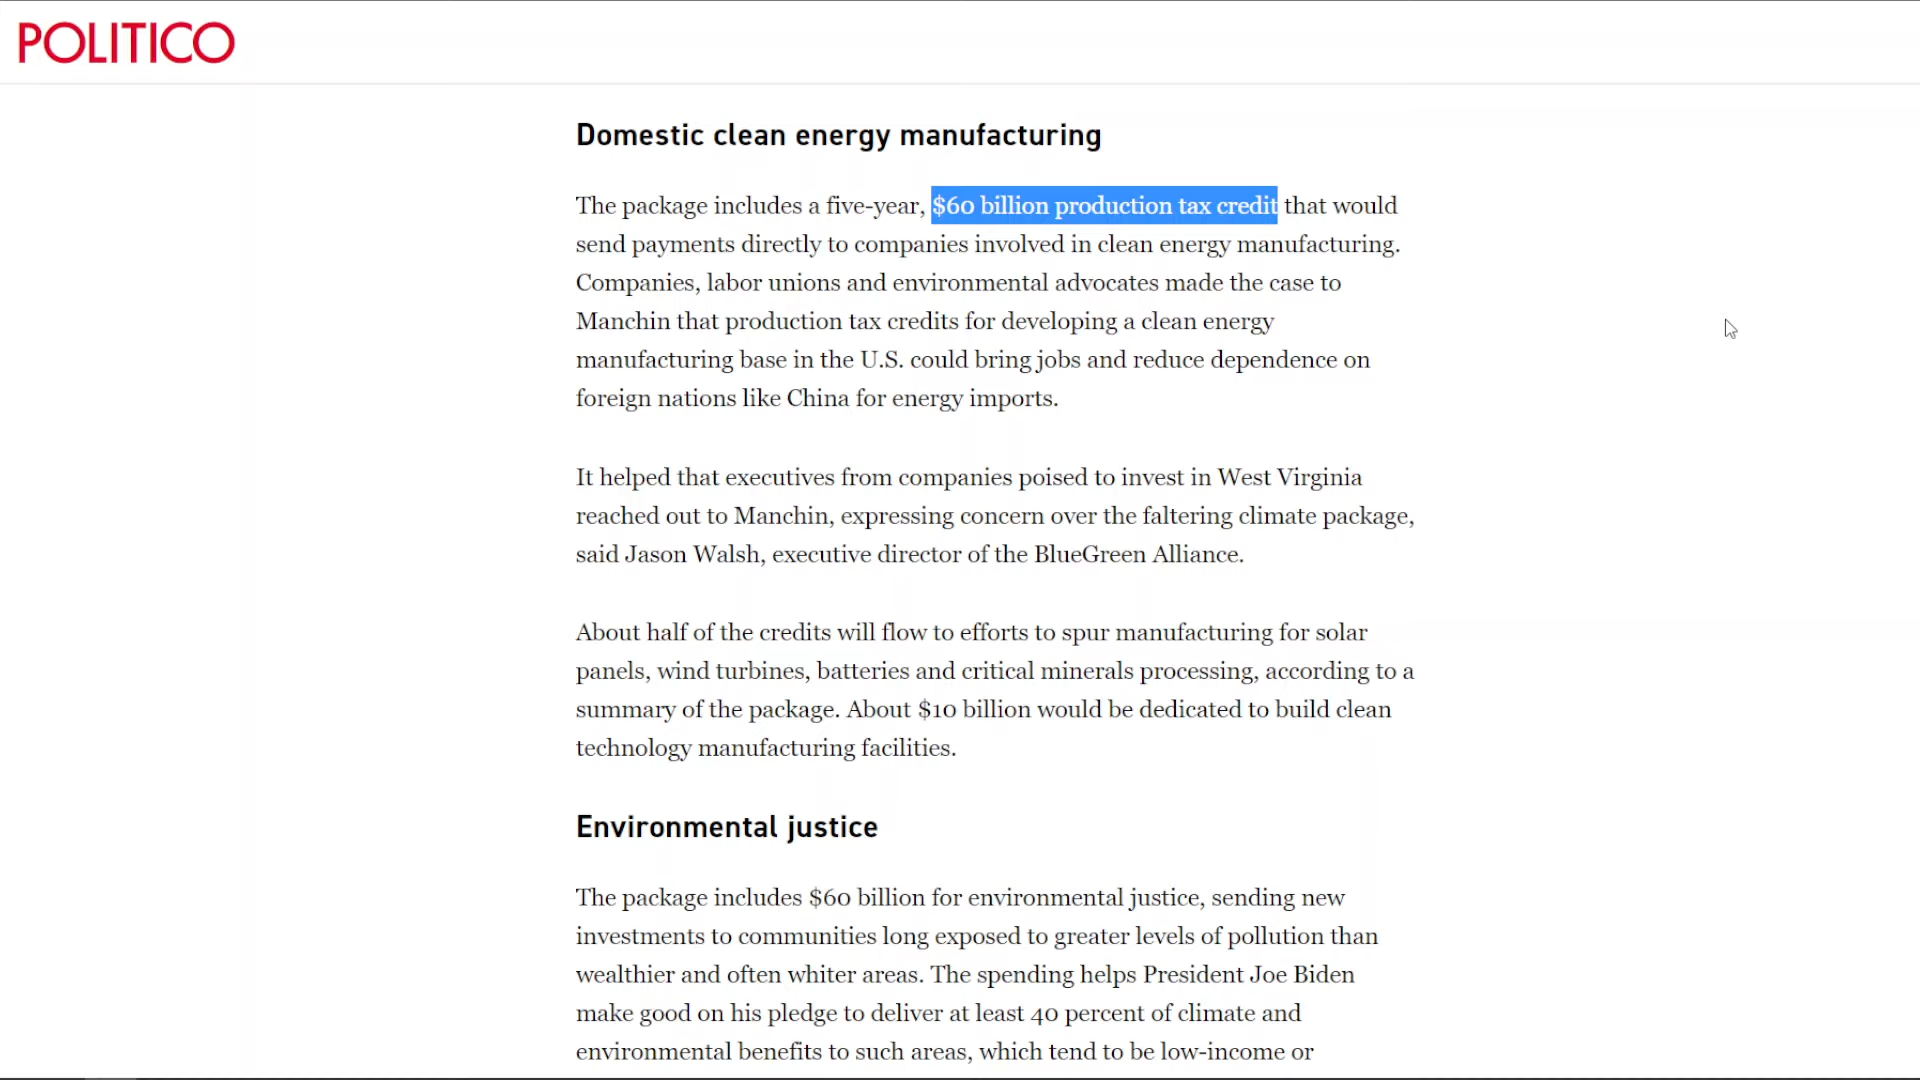 POLITICO
Domestic clean energy manufacturing
The package includes a five-year, $60 billion production tax credit that would
send payments directly to companies involved in clean energy manufacturing.
Companies, labor unions and environmental advocates made the case to
Manchin that production tax credits for developing a clean energy
manufacturing base in the U.S. could bring jobs and reduce dependence on
foreign nations like China for energy imports.
It helped that executives from companies poised to invest in West Virginia
reached out to Manchin, expressing concern over the faltering climate package,
said Jason Walsh, executive director of the BlueGreen Alliance.
About half of the credits will flow to efforts to spur manufacturing for solar
panels, wind turbines, batteries and critical minerals processing, according to a
summary of the package. About $10 billion would be dedicated to build clean
technology manufacturing facilities.
Environmental justice
The package includes $60 billion for environmental justice, sending new
investments to communities long exposed to greater levels of pollution than
wealthier and often whiter areas. The spending helps President Joe Biden
make good on his pledge to deliver at least 40 percent of climate and
environmental benefits to such areas, which tend to be low-income or